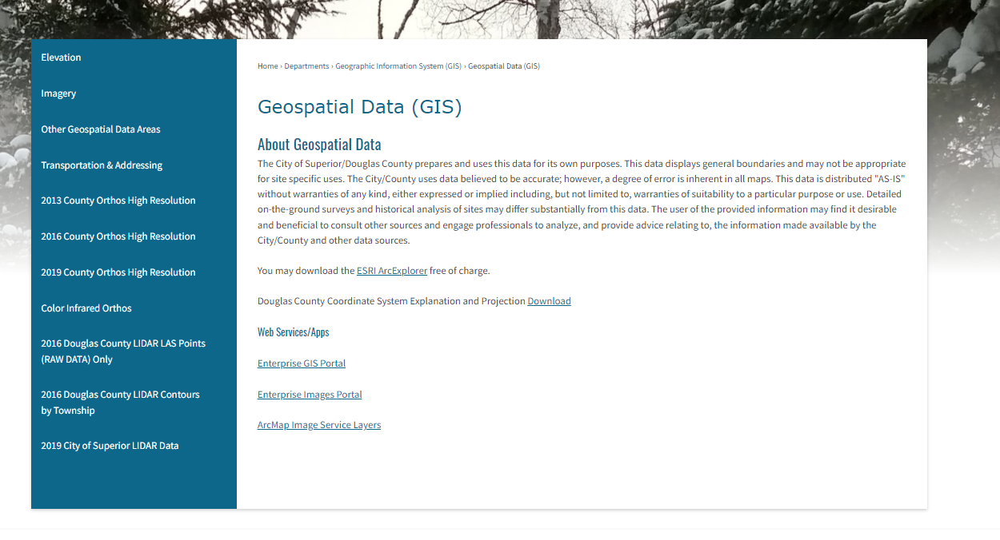 Elevation
Imagery
Other Geospatial Data Areas
Transportation & Addressing
2013 County Orthos High Resolution
2016 County Orthos High Resolution
2019 County Orthos High Resolution
Color Infrared Orthos
2016 Douglas County LIDAR LAS Points
(RAW DATA) Only
2016 Douglas County LIDAR Contours
by Township
2019 City of Superior LIDAR Data
Home › Departments › Geographic Information System (GIS) › Geospatial Data (GIS)
Geospatial Data (GIS)
About Geospatial Data
The City of Superior/Douglas County prepares and uses this data for its own purposes. This data displays general boundaries and may not be appropriate
for site specific uses. The City/County uses data believed to be accurate; however, a degree of error is inherent in all maps. This data is distributed "AS-IS"
without warranties of any kind, either expressed or implied including, but not limited to, warranties of suitability to a particular purpose or use. Detailed
on-the-ground surveys and historical analysis of sites may differ substantially from this data. The user of the provided information may find it desirable
and beneficial to consult other sources and engage professionals to analyze, and provide advice relating to, the information made available by the
City/County and other data sources.
You may download the ESRI ArcExplorer free of charge.
Douglas County Coordinate System Explanation and Projection Download
Web Services/Apps
Enterprise GIS Portal
Enterprise Images Portal
ArcMap Image Service Layers